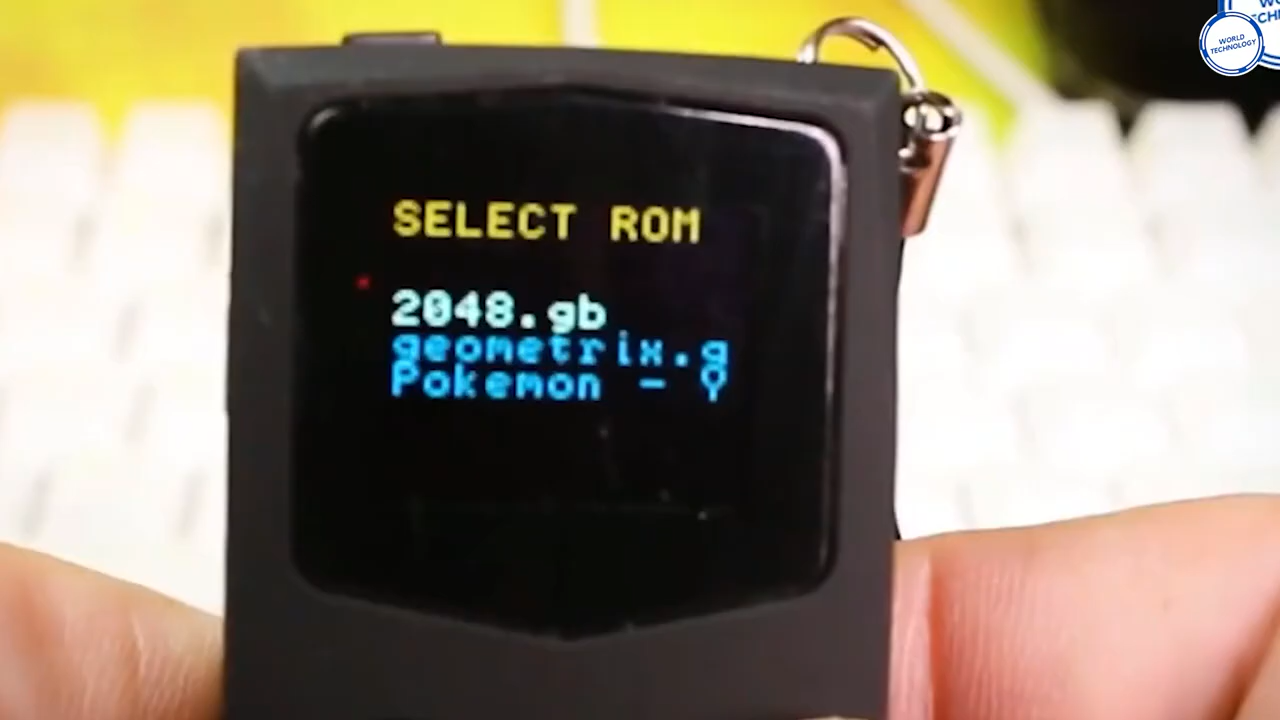 WORLD
TECHNOLOGY
SELECT ROM
2048.gb
geometrix.g
Pokemon -